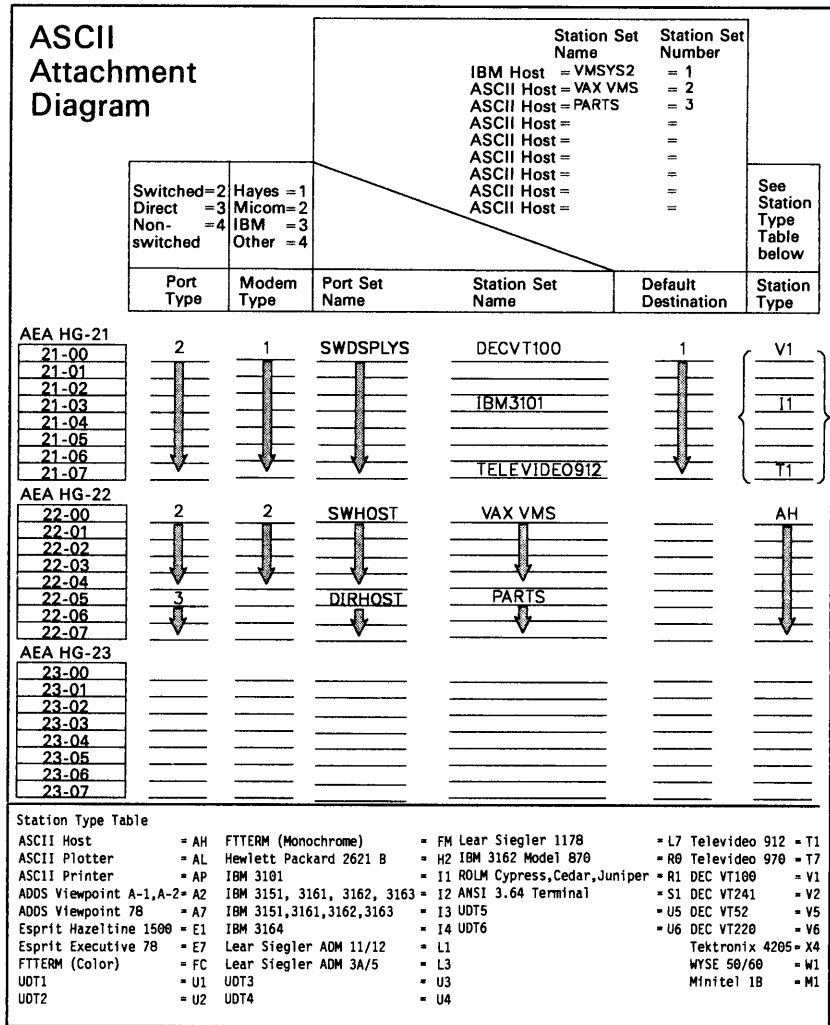 ASCII
Attachment
Diagram
Station Set Name Station Set Number
IBM Host = VMSYS2 = 1
ASCII Host = VAX VMS = 2
ASCII Host = PARTS = 3
ASCII Host = =
ASCII Host = =
ASCII Host = =
ASCII Host = =
ASCII Host = =
ASCII Host = =
Switched=2
Direct =3
Non- =4
switched
Hayes =1
Micom=2
IBM =3
Other =4
See
Station
Type
Table
below
Port Type Modem Type Port Set Name Station Set Name Default Destination Station Type
AEA HG-21
21-00 2 1 SWDSPLYS DECVT100 1 V1
21-01
21-02
21-03 IBM3101 I1
21-04
21-05
21-06
21-07 TELEVIDEO912 T1
AEA HG-22
22-00 2 2 SWHOST VAX VMS AH
22-01
22-02
22-03
22-04
22-05 3 DIRHOST PARTS
22-06
22-07
AEA HG-23
23-00
23-01
23-02
23-03
23-04
23-05
23-06
23-07
Station Type Table
ASCII Host = AH FTTERM (Monochrome) = FM Lear Siegler 1178 = L7 Televideo 912 = T1
ASCII Plotter = AL Hewlett Packard 2621 B = H2 IBM 3162 Model 870 = R0 Televideo 970 = T7
ASCII Printer = AP IBM 3101 = I1 ROLM Cypress,Cedar,Juniper = R1 DEC VT100 = V1
ADDS Viewpoint A-1,A-2= A2 IBM 3151, 3161, 3162, 3163 = I2 ANSI 3.64 Terminal = S1 DEC VT241 = V2
ADDS Viewpoint 78 = A7 IBM 3151,3161,3162,3163 = I3 UDT5 = U5 DEC VT52 = V5
Esprit Hazeltine 1500 = E1 IBM 3164 = I4 UDT6 = U6 DEC VT220 = V6
Esprit Executive 78 = E7 Lear Siegler ADM 11/12 = L1 Tektronix 4205= X4
FTTERM (Color) = FC Lear Siegler ADM 3A/5 = L3 WYSE 50/60 = W1
UDT1 = U1 UDT3 = U3 Minitel 1B = M1
UDT2 = U2 UDT4 = U4